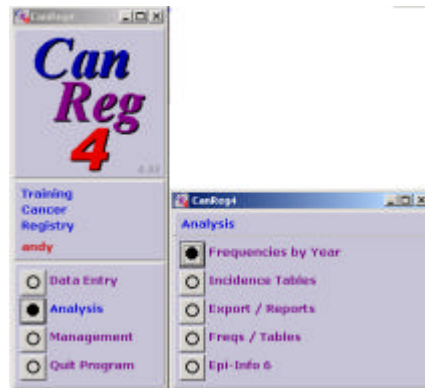 CanReg4
Can
Reg
4
Training
Cancer
Registry
andy
Data Entry
Analysis
Management
Quit Program
CanReg4
Analysis
Frequencies by Year
Incidence Tables
Export / Reports
Freqs / Tables
Epi-Info 6